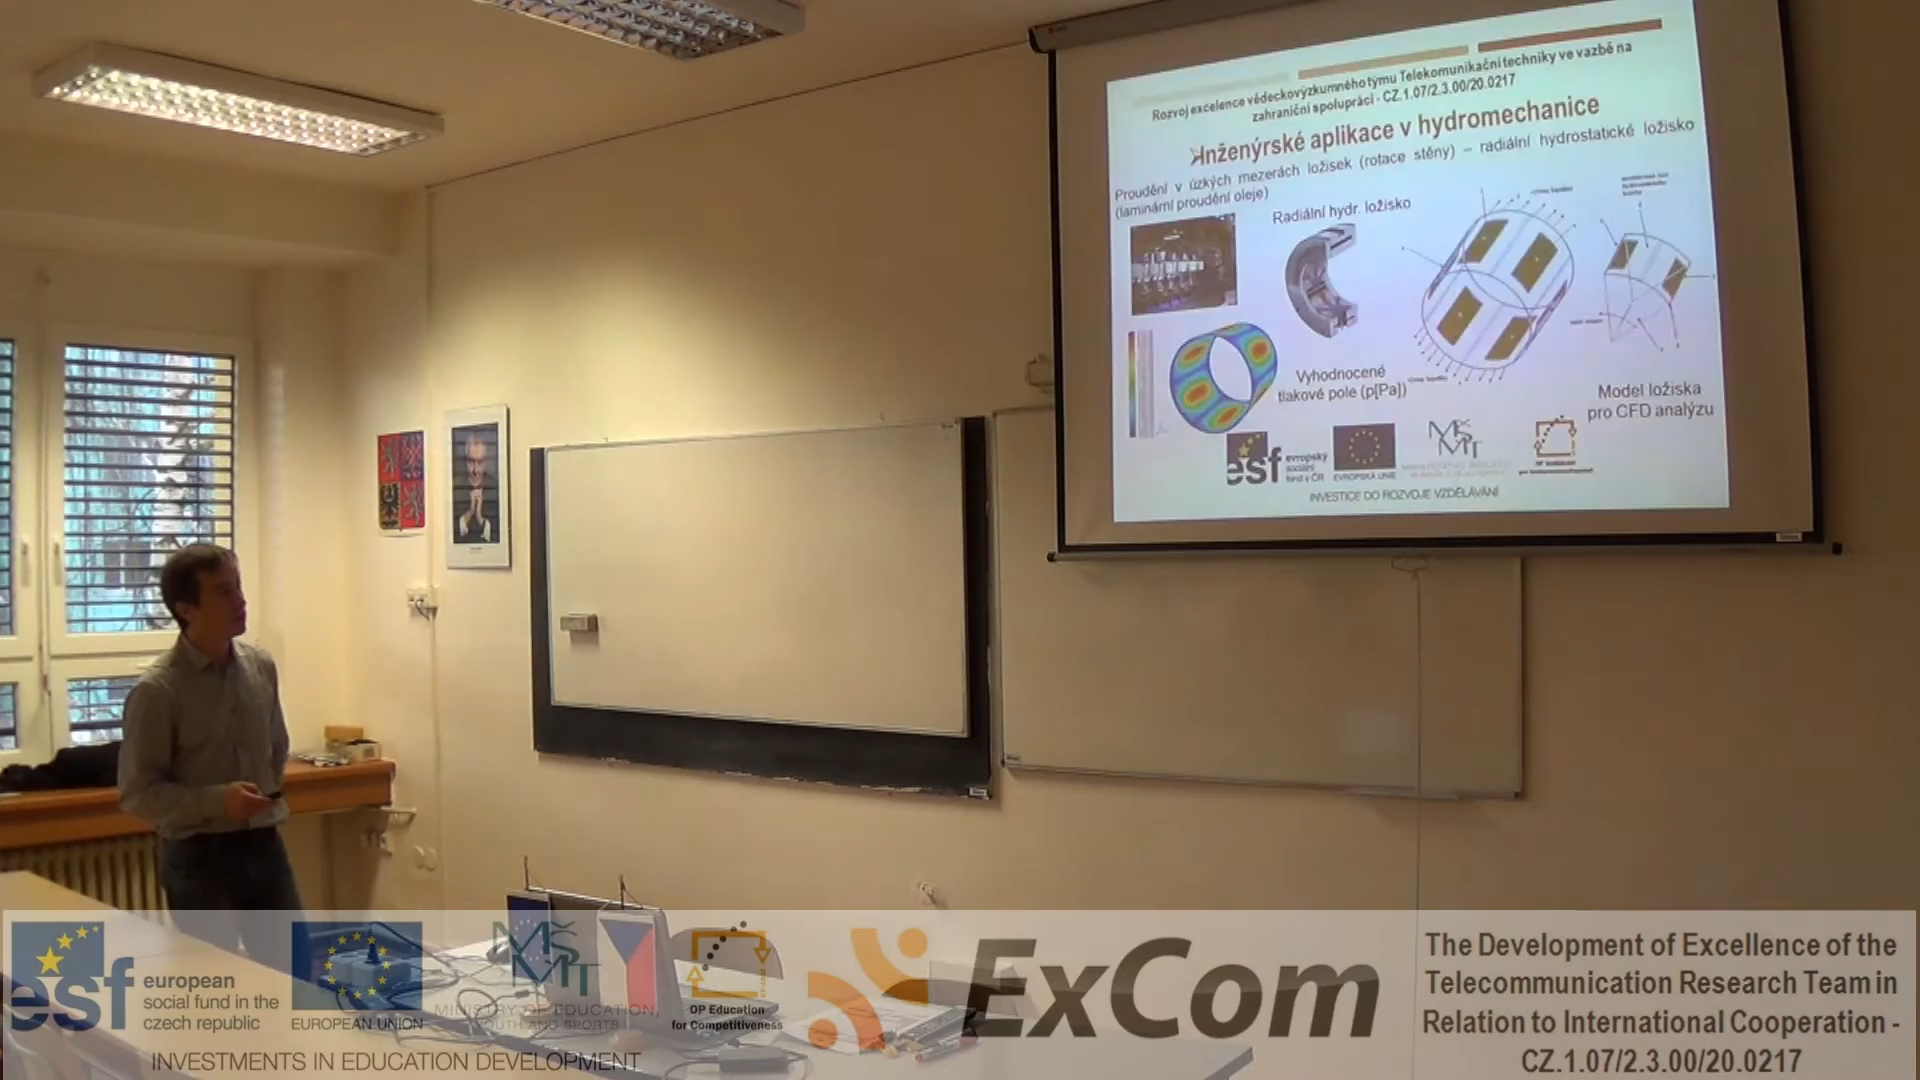 Rozvoj excelence vědeckovýzkumného týmu Telekomunikační techniky ve vazbě na
zahraniční spolupráci - CZ.1.07/2.3.00/20.0217
Inženýrské aplikace v hydromechanice
Proudění v úzkých mezerách ložisek (rotace stěny) – radiální hydrostatické ložisko
(laminární proudění oleje)
Radiální hydr. ložisko
Vyhodnocené
tlakové pole (p[Pa])
Model ložiska
pro CFD analýzu
esf
evropský
sociální
fond v ČR
EVROPSKÁ UNIE
MŠMT
INVESTICE DO ROZVOJE VZDĚLÁVÁNÍ
esf
european
social fund in the
czech republic
EUROPEAN UNION
MŠMT
MINISTRY OF EDUCATION,
YOUTH AND SPORTS
OP Education
for Competitiveness
INVESTMENTS IN EDUCATION DEVELOPMENT
ExCom
The Development of Excellence of the
Telecommunication Research Team in
Relation to International Cooperation -
CZ.1.07/2.3.00/20.0217